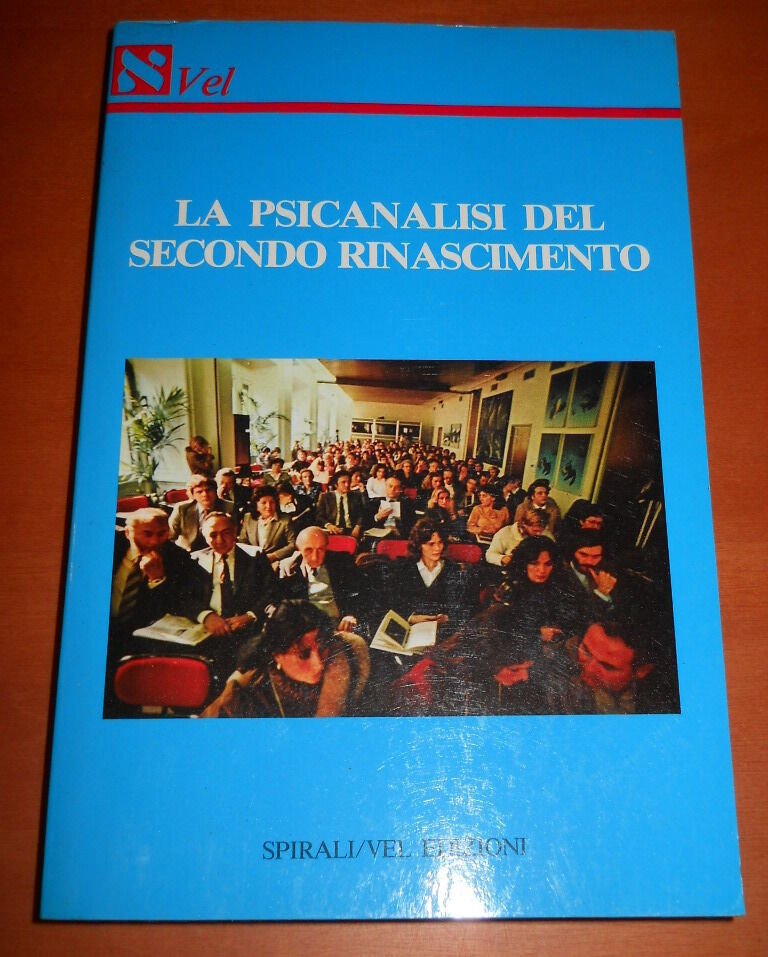 א Vel
LA PSICANALISI DEL
SECONDO RINASCIMENTO
SPIRALI/VEL EDIZIONI